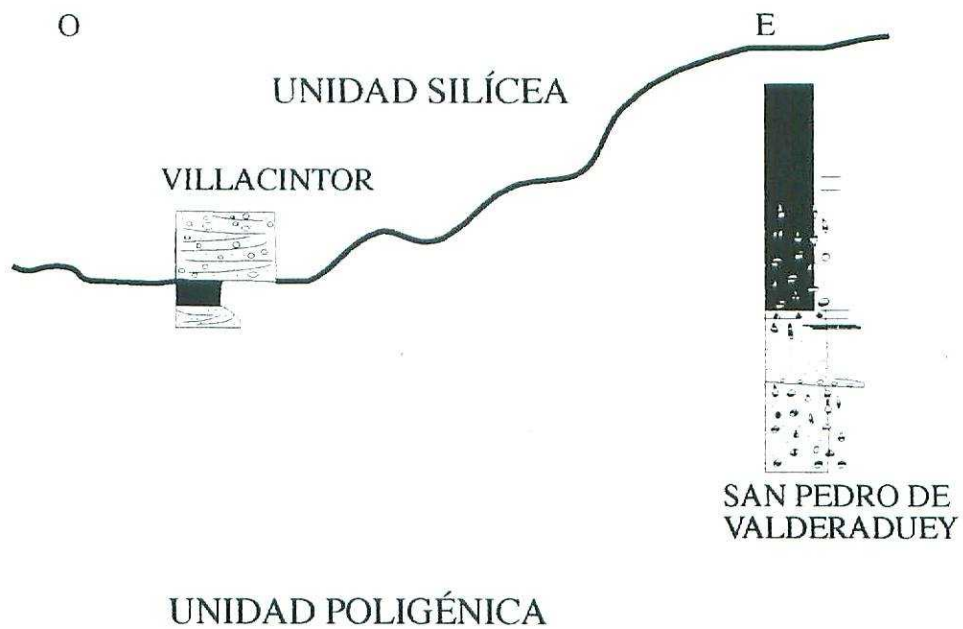 O
E
UNIDAD SILÍCEA
VILLACINTOR
SAN PEDRO DE
VALDERADUEY
UNIDAD POLIGÉNICA